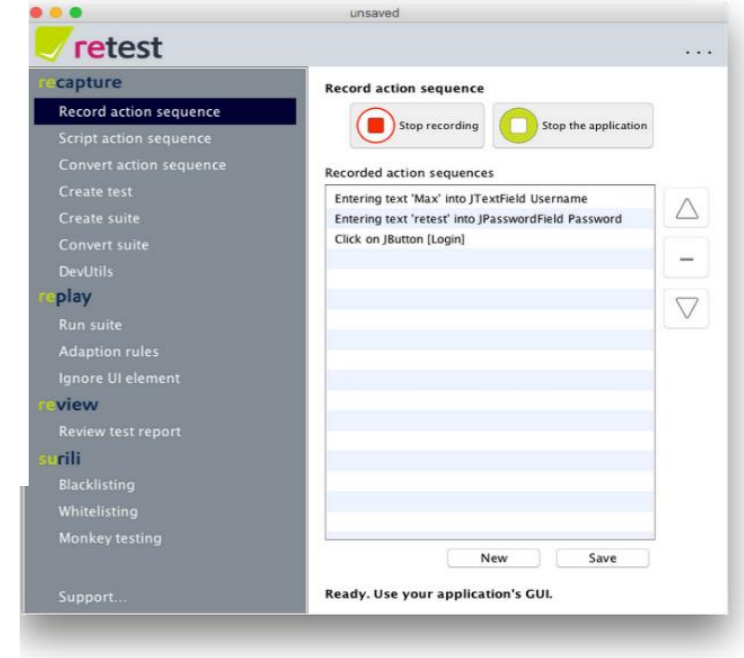 unsaved
retest
...
recapture
Record action sequence
Script action sequence
Convert action sequence
Create test
Create suite
Convert suite
DevUtils
replay
Run suite
Adaption rules
Ignore UI element
review
Review test report
surili
Blacklisting
Whitelisting
Monkey testing
Support...
Record action sequence
Stop recording
Stop the application
Recorded action sequences
Entering text 'Max' into JTextField Username
Entering text 'retest' into JPasswordField Password
Click on JButton [Login]
New
Save
Ready. Use your application's GUI.